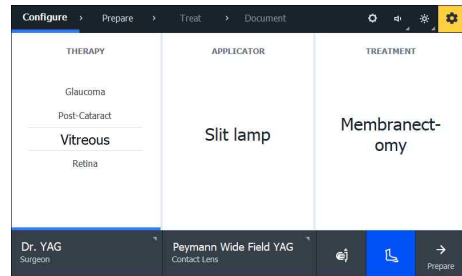 Configure › Prepare › Treat › Document
THERAPY
Glaucoma
Post-Cataract
Vitreous
Retina
APPLICATOR
Slit lamp
TREATMENT
Membranect-
omy
Dr. YAG
Surgeon
Peymann Wide Field YAG
Contact Lens
Prepare